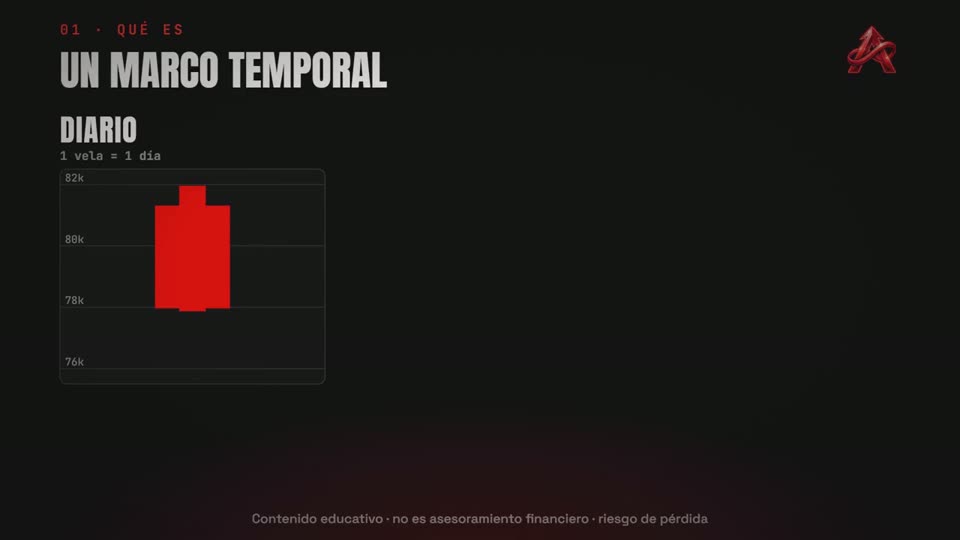 01 · QUÉ ES
UN MARCO TEMPORAL
DIARIO
1 vela = 1 día
82k
80k
78k
76k
Contenido educativo · no es asesoramiento financiero · riesgo de pérdida